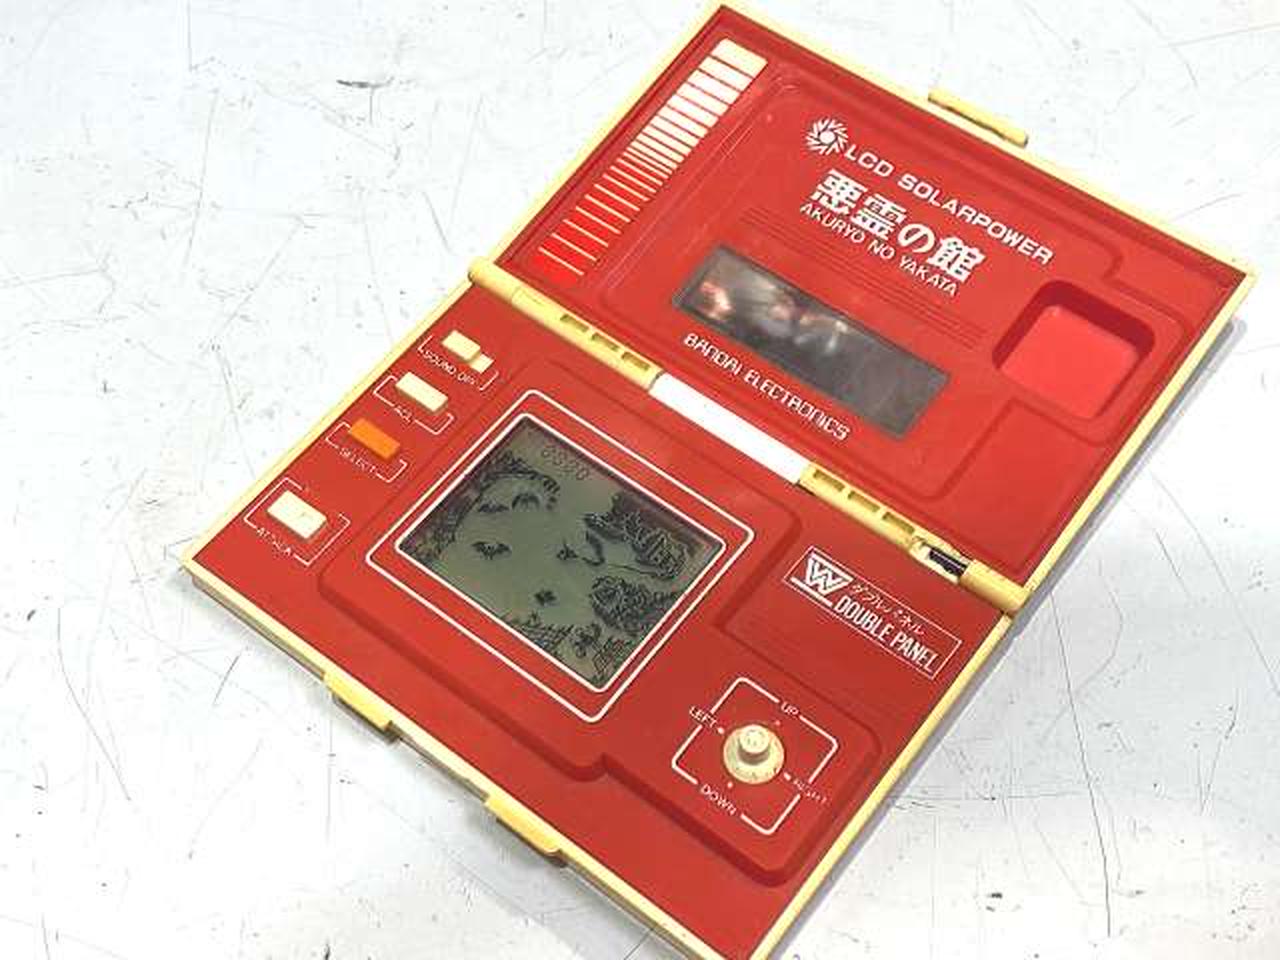 LCD SOLARPOWER
悪霊の館
AKURYO NO YAKATA
BANDAI ELECTRONICS
SOUND/OFF
ACL
SELECT
ATTACK
W ダブルパネル
DOUBLE PANEL
UP
LEFT
RIGHT
DOWN